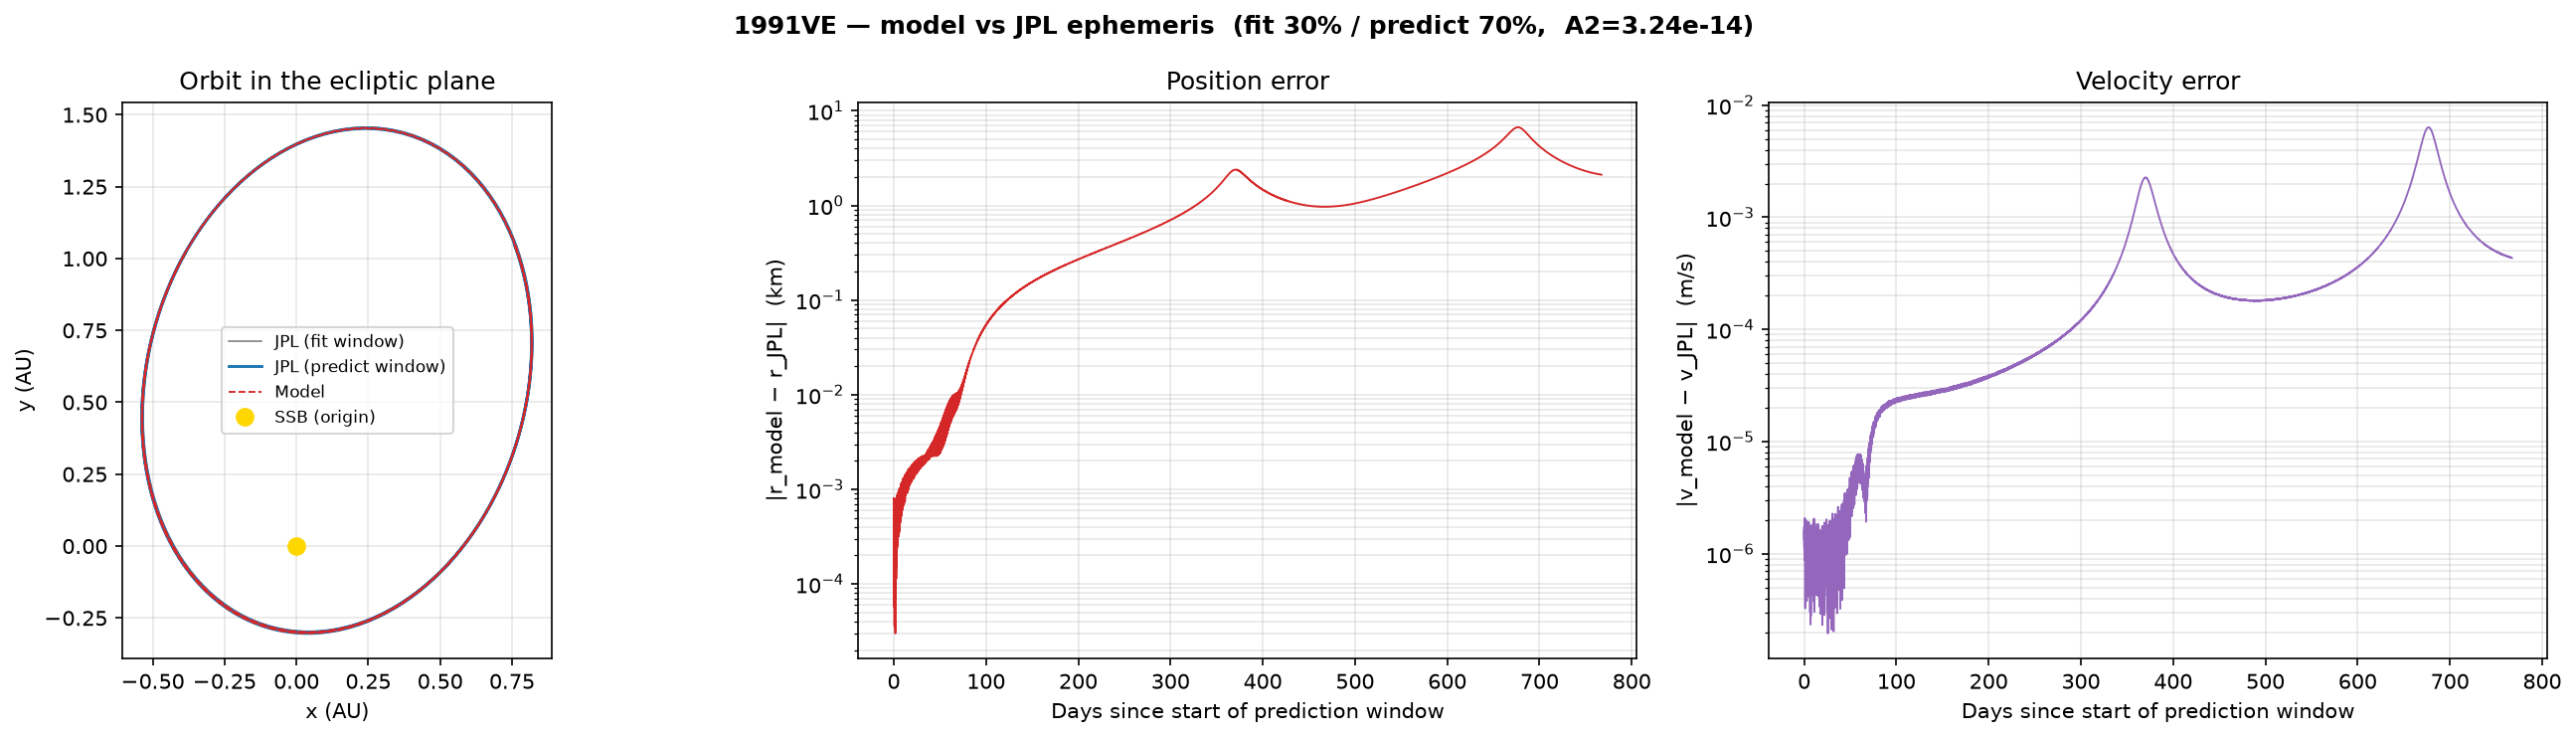 1991VE — model vs JPL ephemeris (fit 30% / predict 70%, A2=3.24e-14)
Orbit in the ecliptic plane
y (AU)
1.50
1.25
1.00
0.75
0.50
0.25
0.00
−0.25
JPL (fit window)
JPL (predict window)
Model
SSB (origin)
−0.50 −0.25 0.00 0.25 0.50 0.75
x (AU)
Position error
|r_model − r_JPL| (km)
10¹
10⁰
10⁻¹
10⁻²
10⁻³
10⁻⁴
0 100 200 300 400 500 600 700 800
Days since start of prediction window
Velocity error
|v_model − v_JPL| (m/s)
10⁻²
10⁻³
10⁻⁴
10⁻⁵
10⁻⁶
0 100 200 300 400 500 600 700 800
Days since start of prediction window